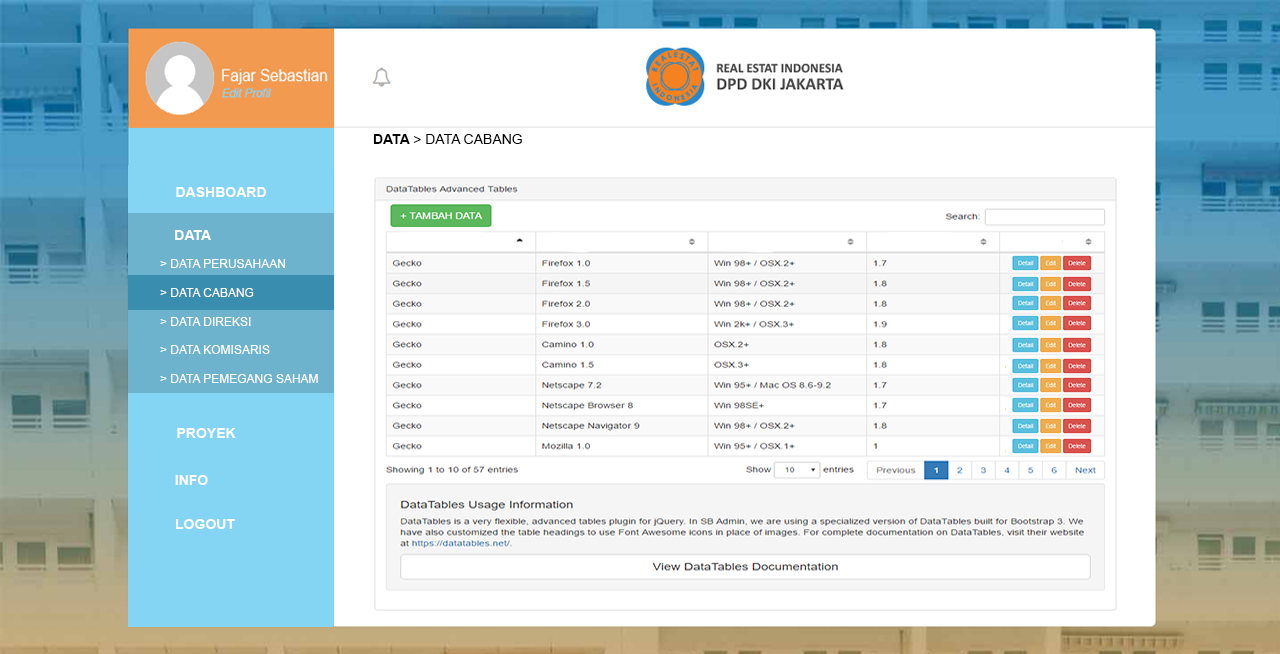 Fajar Sebastian
Edit Profil
REAL ESTAT INDONESIA
REAL ESTAT INDONESIA
DPD DKI JAKARTA
DATA > DATA CABANG
DASHBOARD
DATA
> DATA PERUSAHAAN
> DATA CABANG
> DATA DIREKSI
> DATA KOMISARIS
> DATA PEMEGANG SAHAM
PROYEK
INFO
LOGOUT
DataTables Advanced Tables
+ TAMBAH DATA Search:
Gecko Firefox 1.0 Win 98+ / OSX.2+ 1.7 Detail Edit Delete
Gecko Firefox 1.5 Win 98+ / OSX.2+ 1.8 Detail Edit Delete
Gecko Firefox 2.0 Win 98+ / OSX.2+ 1.8 Detail Edit Delete
Gecko Firefox 3.0 Win 2k+ / OSX.3+ 1.9 Detail Edit Delete
Gecko Camino 1.0 OSX.2+ 1.8 Detail Edit Delete
Gecko Camino 1.5 OSX.3+ 1.8 Detail Edit Delete
Gecko Netscape 7.2 Win 95+ / Mac OS 8.6-9.2 1.7 Detail Edit Delete
Gecko Netscape Browser 8 Win 98SE+ 1.7 Detail Edit Delete
Gecko Netscape Navigator 9 Win 98+ / OSX.2+ 1.8 Detail Edit Delete
Gecko Mozilla 1.0 Win 95+ / OSX.1+ 1 Detail Edit Delete
Showing 1 to 10 of 57 entries Show 10 entries Previous 1 2 3 4 5 6 Next
DataTables Usage Information
DataTables is a very flexible, advanced tables plugin for jQuery. In SB Admin, we are using a specialized version of DataTables built for Bootstrap 3. We
have also customized the table headings to use Font Awesome icons in place of images. For complete documentation on DataTables, visit their website
at https://datatables.net/.
View DataTables Documentation